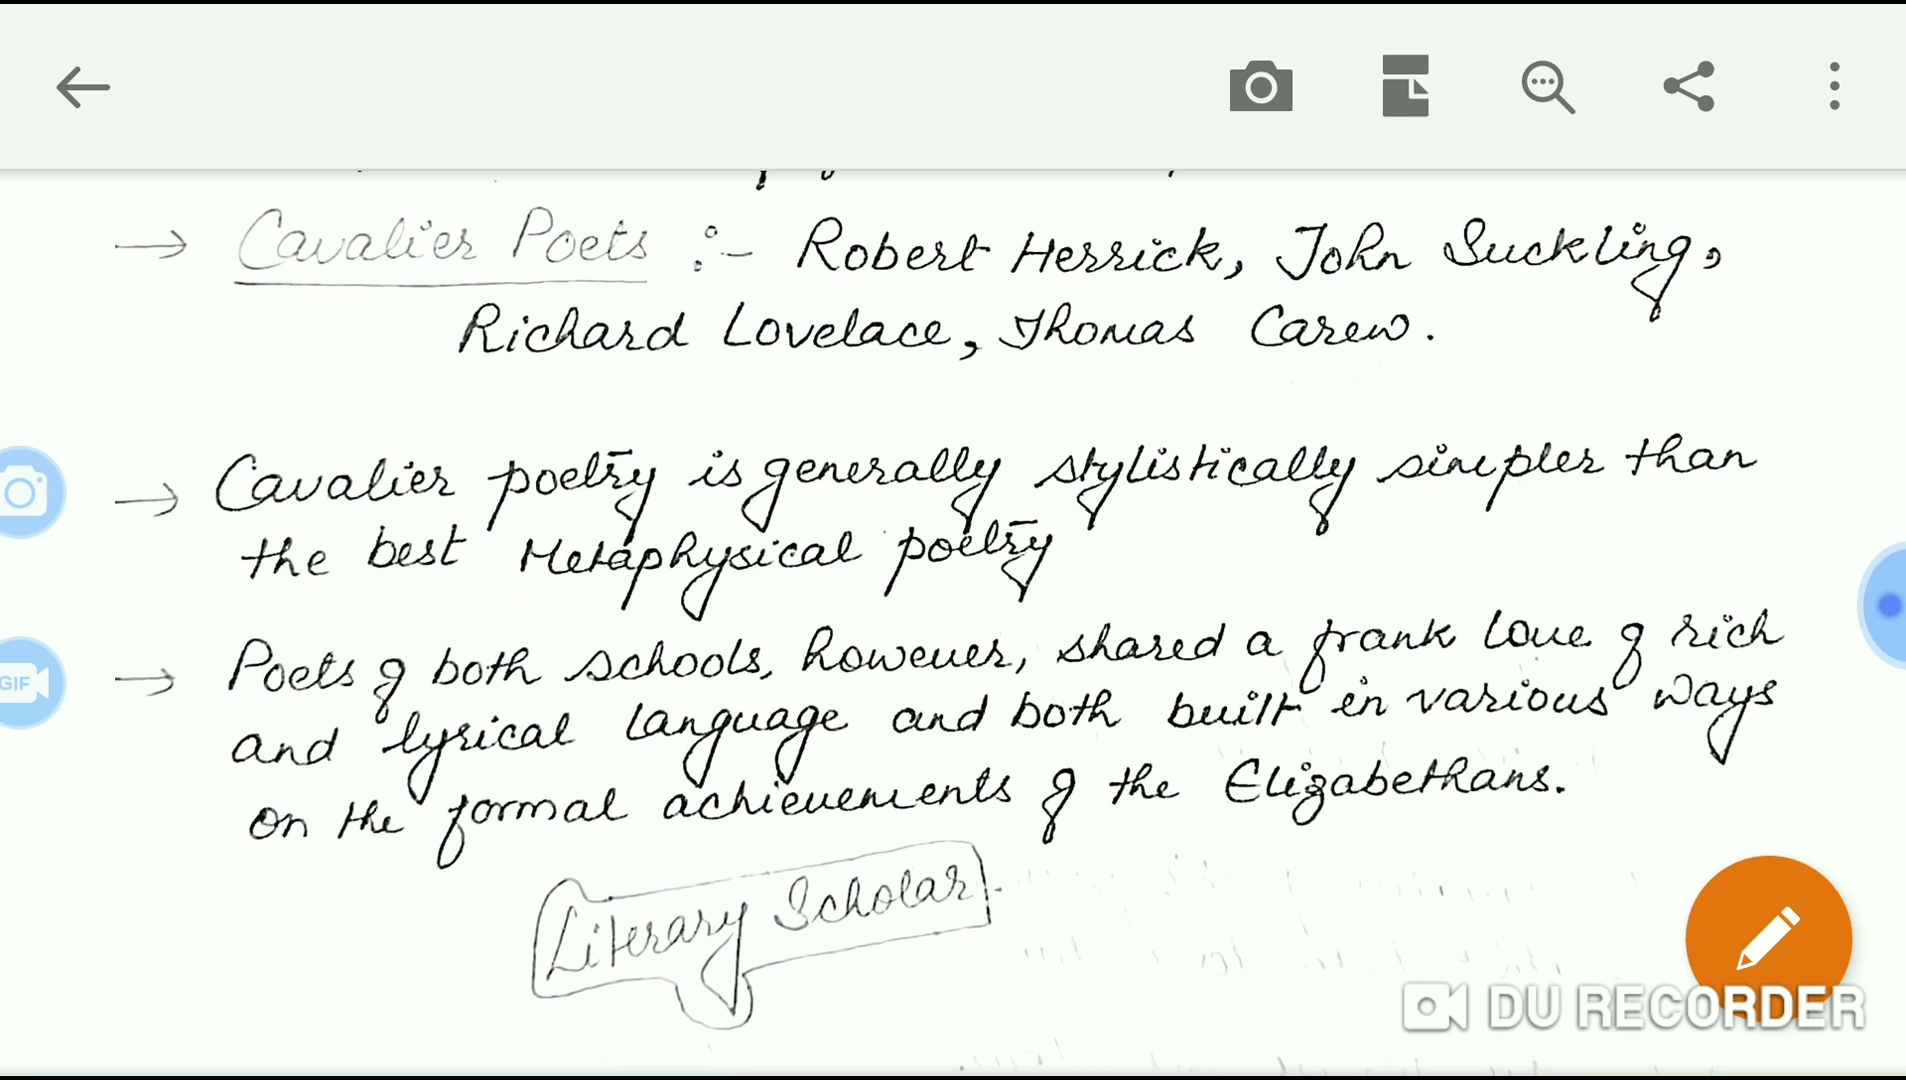 → Cavalier Poets :- Robert Herrick, John Suckling,
Richard Lovelace, Thomas Carew.
→ Cavalier poetry is generally stylistically simpler than
the best Metaphysical poetry
→ Poets of both schools, however, shared a frank love of rich
and lyrical language and both built in various ways
on the formal achievements of the Elizabethans.
Literary Scholar
GIF
DU RECORDER